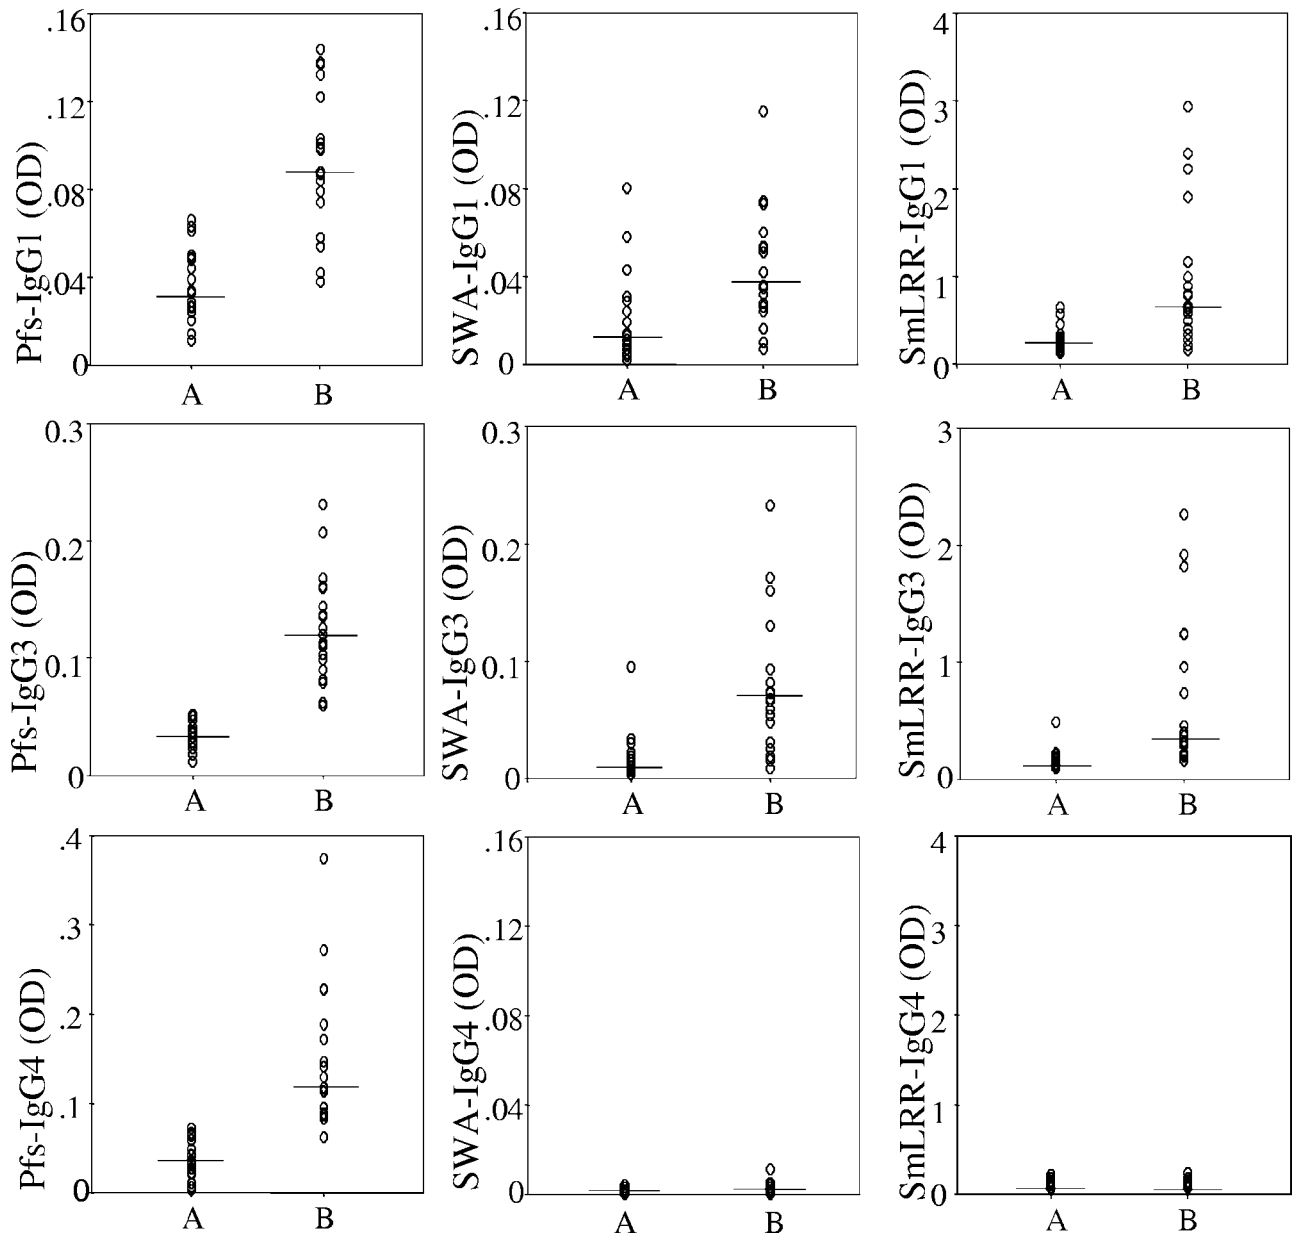 Pfs-IgG1 (OD)
.16
.12
.08
.04
0
A B
SWA-IgG1 (OD)
.16
.12
.08
.04
0
A B
SmLRR-IgG1 (OD)
4
3
2
1
0
A B
Pfs-IgG3 (OD)
0.3
0.2
0.1
0
A B
SWA-IgG3 (OD)
0.3
0.2
0.1
0
A B
SmLRR-IgG3 (OD)
3
2
1
0
A B
Pfs-IgG4 (OD)
.4
.3
.2
.1
0
A B
SWA-IgG4 (OD)
.16
.12
.08
.04
0
A B
SmLRR-IgG4 (OD)
4
3
2
1
0
A B